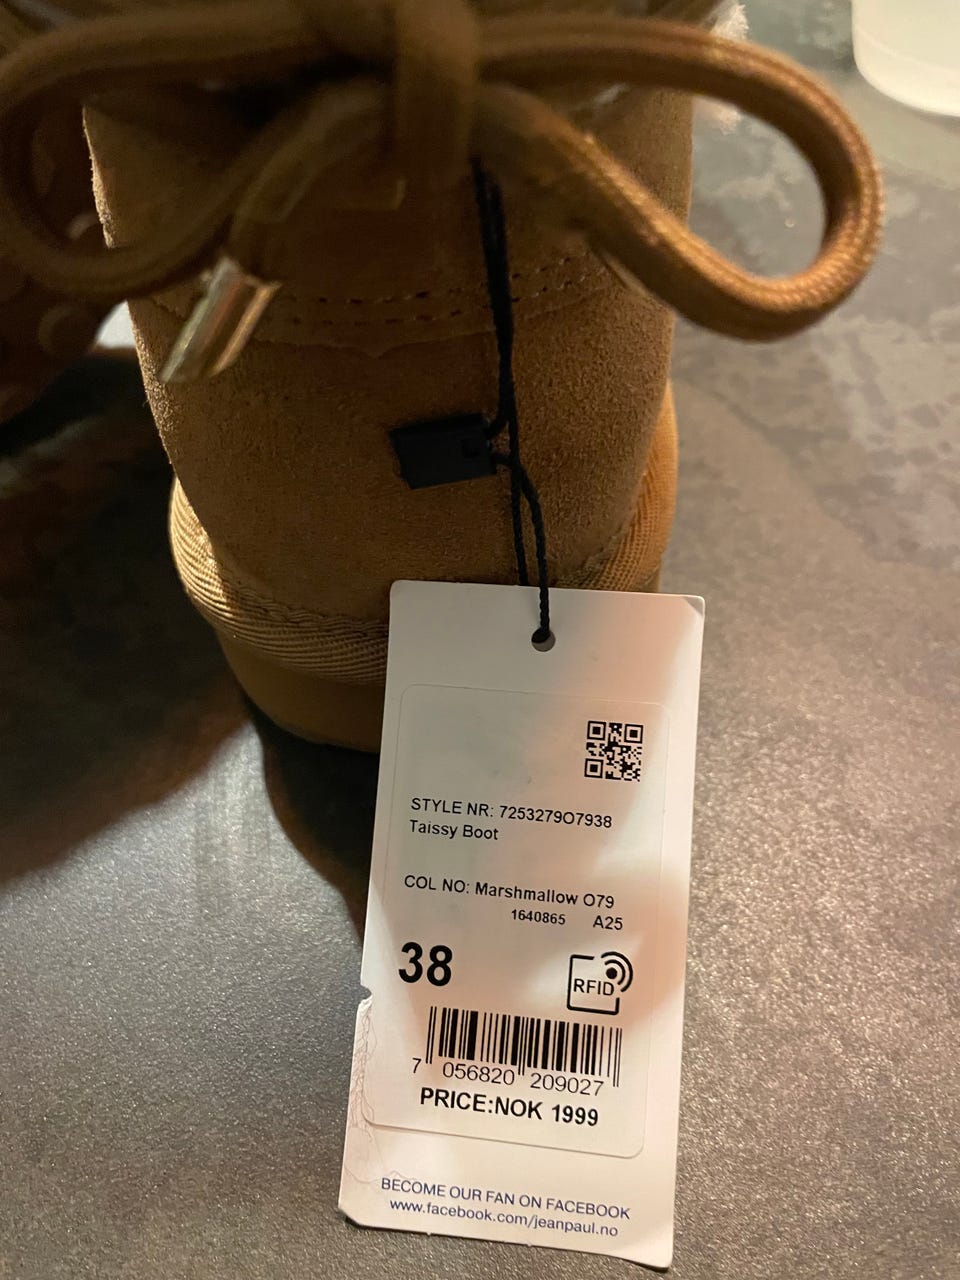 STYLE NR: 7253279O7938
Taissy Boot
COL NO: Marshmallow O79
1640865 A25
38
RFID
7 056820 209027
PRICE:NOK 1999
BECOME OUR FAN ON FACEBOOK
www.facebook.com/jeanpaul.no